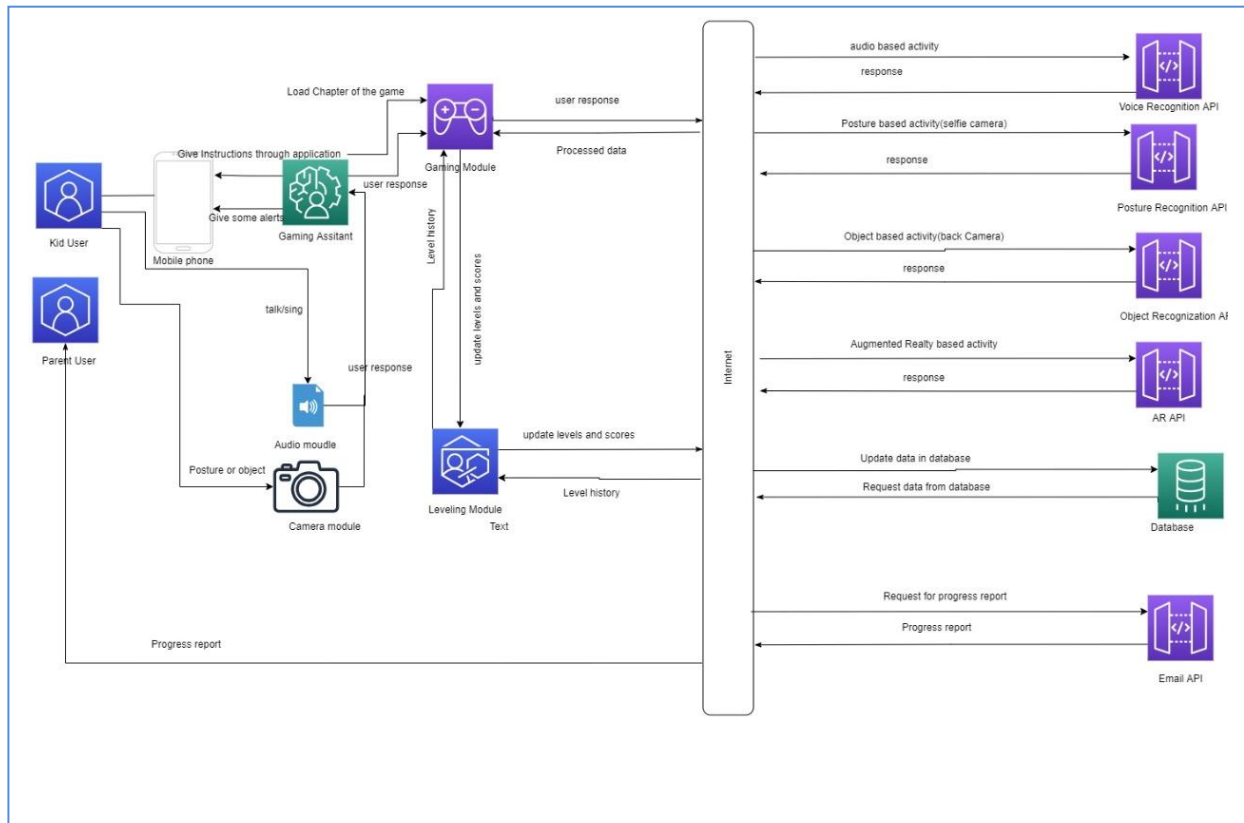 audio based activity
response
Voice Recognition API
Load Chapter of the game
user response
Posture based activity(selfie camera)
Processed data
Give Instructions through application
Gaming Module
response
user response
Posture Recognition API
Give some alerts
Kid User
Gaming Assitant
Mobile phone
Level history
update levels and scores
Object based activity(back Camera)
response
talk/sing
Object Recognization AF
Parent User
user response
Internet
Augmented Realty based activity
response
AR API
Audio moudle
update levels and scores
Update data in database
Posture or object
Request data from database
Level history
Leveling Module
Text
Camera module
Database
Request for progress report
Progress report
Progress report
Email API